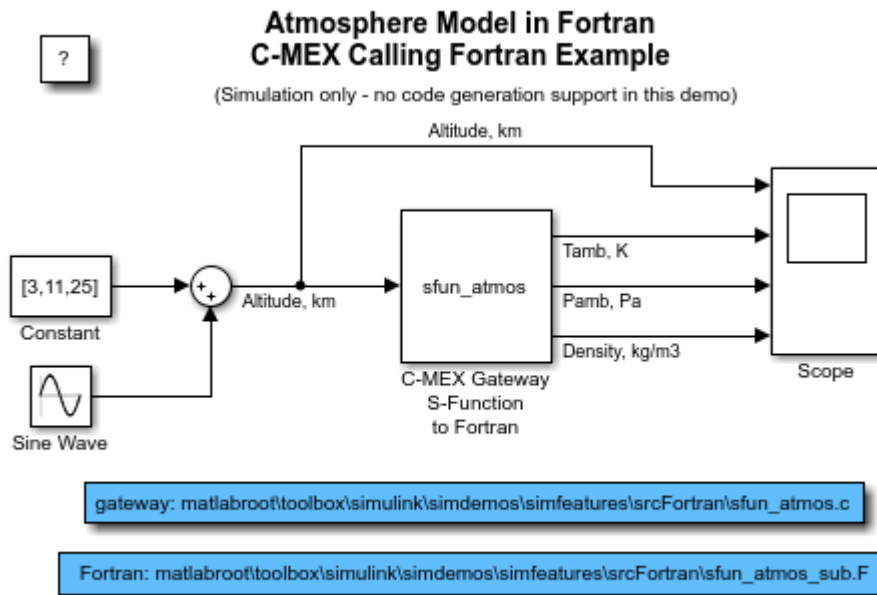 Atmosphere Model in Fortran
C-MEX Calling Fortran Example
?
(Simulation only - no code generation support in this demo)
Altitude, km
[3,11,25]
Constant
+
+
Altitude, km
sfun_atmos
Tamb, K
Pamb, Pa
Density, kg/m3
C-MEX Gateway
S-Function
to Fortran
Scope
Sine Wave
gateway: matlabroot\toolbox\simulink\simdemos\simfeatures\srcFortran\sfun_atmos.c
Fortran: matlabroot\toolbox\simulink\simdemos\simfeatures\srcFortran\sfun_atmos_sub.F